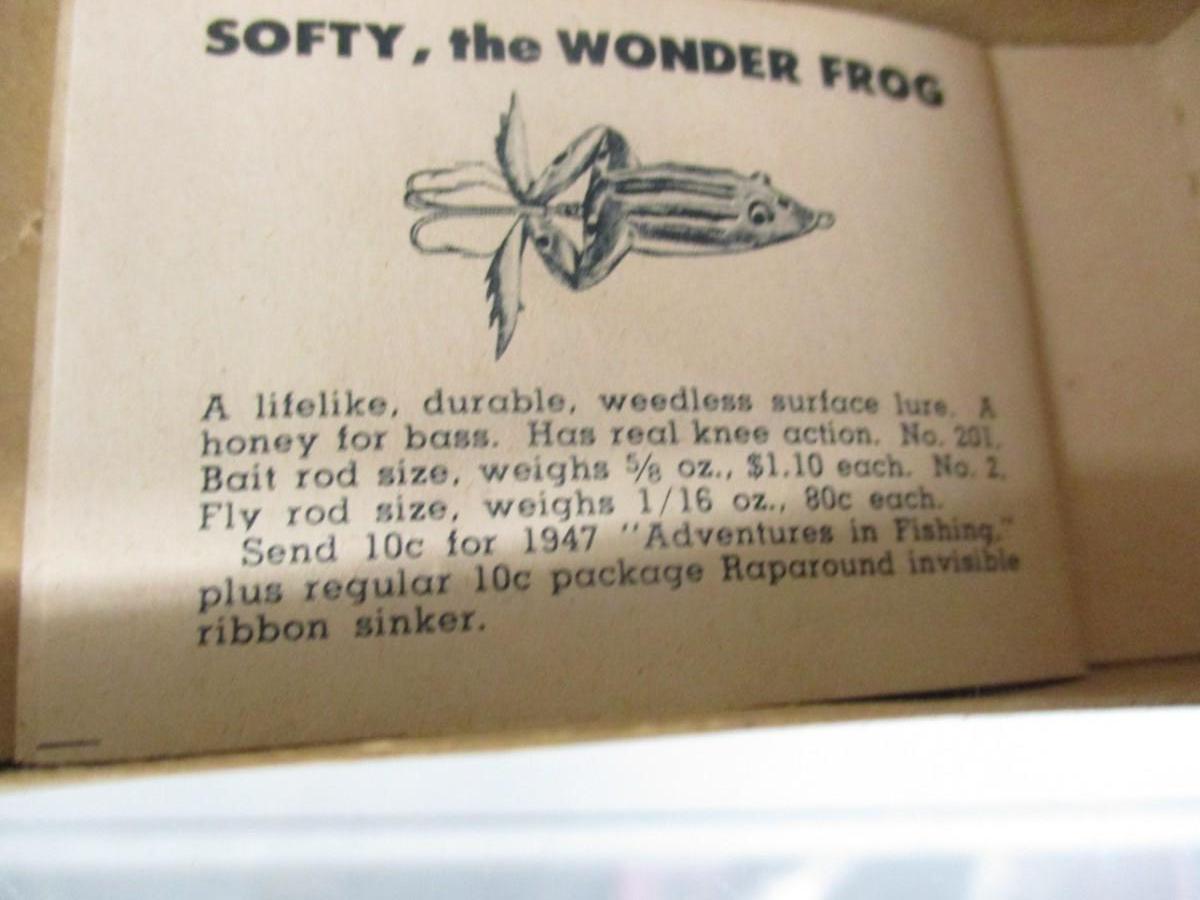 SOFTY, the WONDER FROG
A lifelike, durable, weedless surface lure. A
honey for bass. Has real knee action. No. 201.
Bait rod size, weighs 5/8 oz., $1.10 each. No. 2.
Fly rod size, weighs 1/16 oz., 80c each.
Send 10c for 1947 "Adventures in Fishing,"
plus regular 10c package Raparound invisible
ribbon sinker.